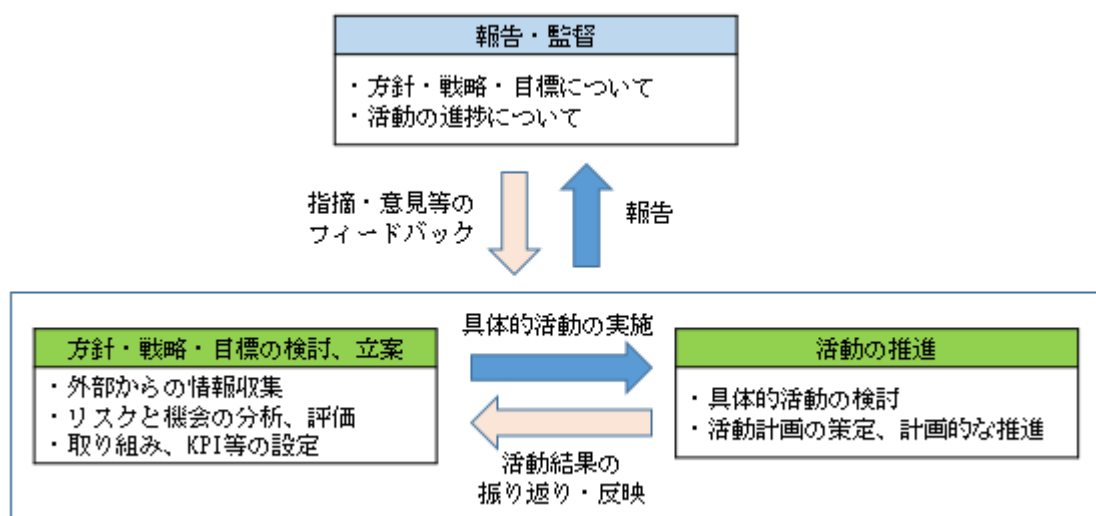 報告・監督
・方針・戦略・目標について
・活動の進捗について
指摘・意見等の
フィードバック
報告
具体的活動の実施
方針・戦略・目標の検討、立案
・外部からの情報収集
・リスクと機会の分析、評価
・取り組み、KPI等の設定
活動の推進
・具体的活動の検討
・活動計画の策定、計画的な推進
活動結果の
振り返り・反映